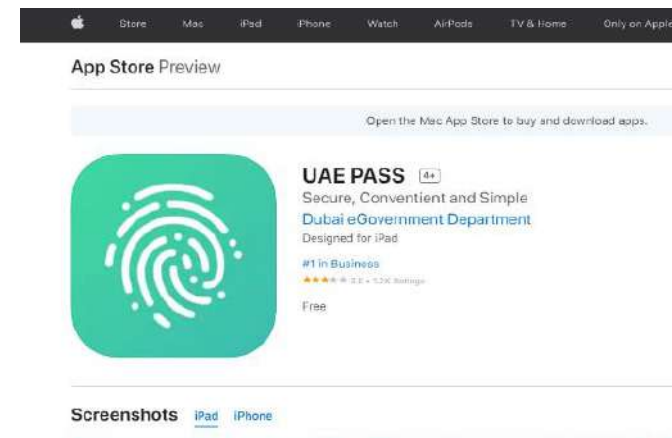 Store Mac iPad iPhone Watch AirPods TV & Home Only on Apple
App Store Preview
Open the Mac App Store to buy and download apps.
UAE PASS 4+
Secure, Conventient and Simple
Dubai eGovernment Department
Designed for iPad
#1 in Business
Ratings
Free
Screenshots iPad iPhone